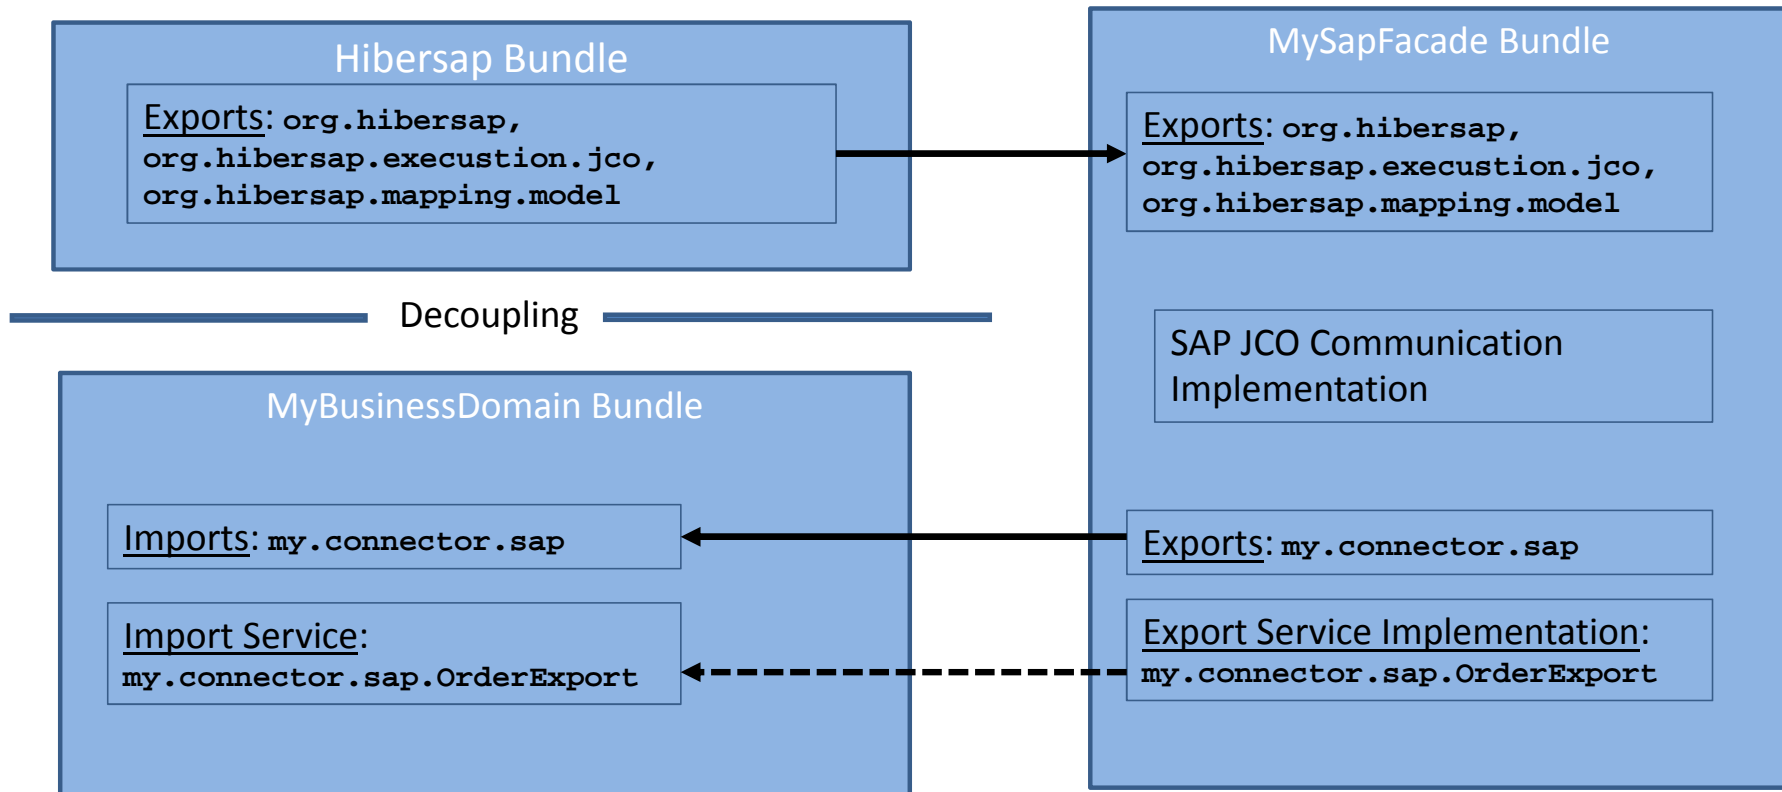 Hibersap Bundle
Exports: org.hibersap,
org.hibersap.execustion.jco,
org.hibersap.mapping.model
MySapFacade Bundle
Exports: org.hibersap,
org.hibersap.execustion.jco,
org.hibersap.mapping.model
Decoupling
SAP JCO Communication
Implementation
MyBusinessDomain Bundle
Imports: my.connector.sap
Exports: my.connector.sap
Import Service:
my.connector.sap.OrderExport
Export Service Implementation:
my.connector.sap.OrderExport